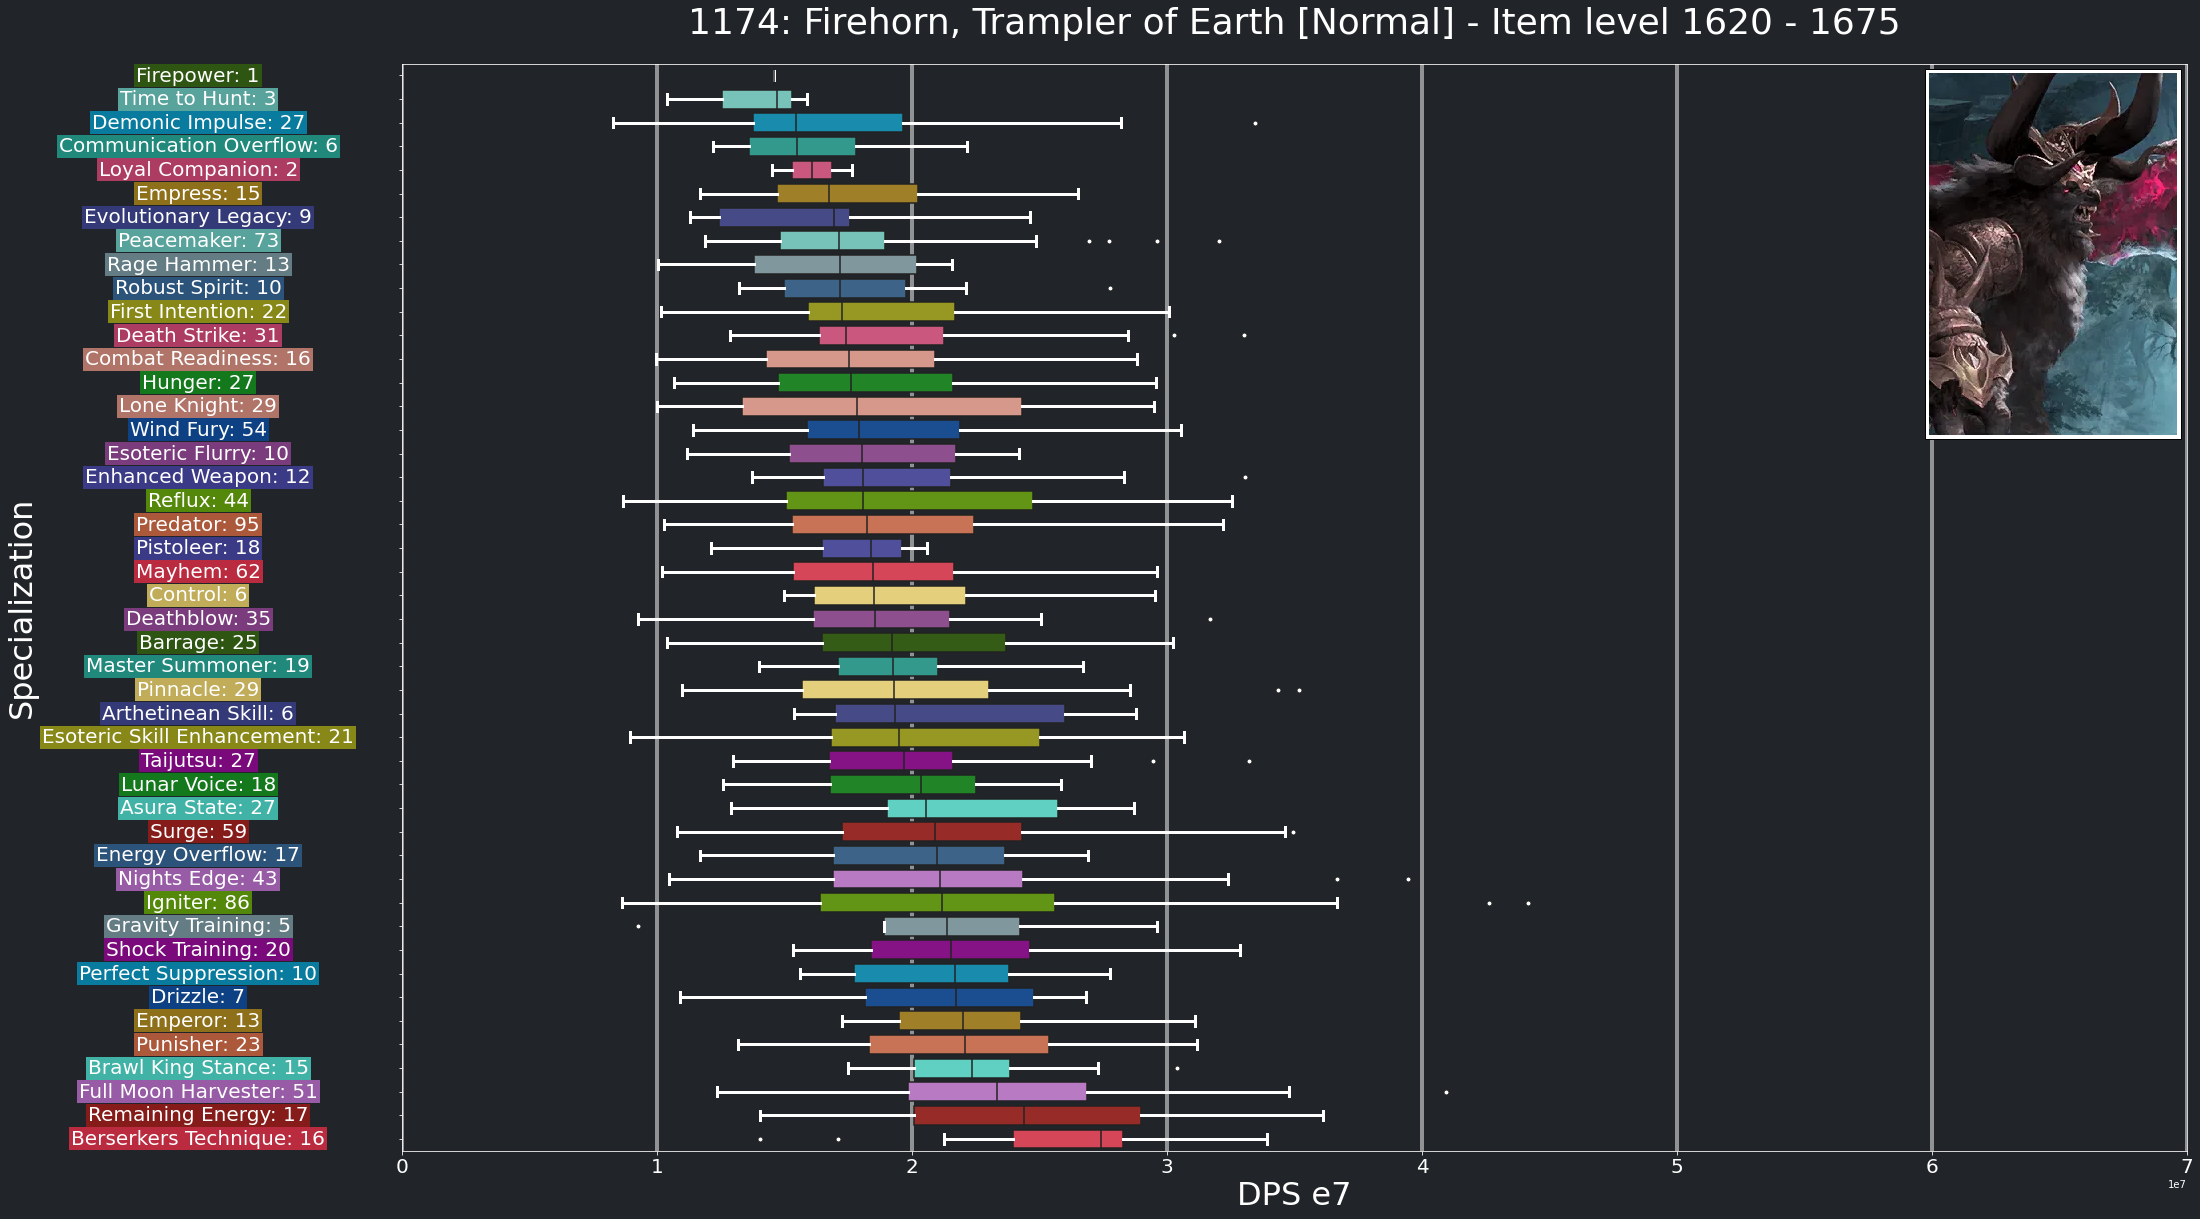 1174: Firehorn, Trampler of Earth [Normal] - Item level 1620 - 1675
Specialization
Firepower: 1
Time to Hunt: 3
Demonic Impulse: 27
Communication Overflow: 6
Loyal Companion: 2
Empress: 15
Evolutionary Legacy: 9
Peacemaker: 73
Rage Hammer: 13
Robust Spirit: 10
First Intention: 22
Death Strike: 31
Combat Readiness: 16
Hunger: 27
Lone Knight: 29
Wind Fury: 54
Esoteric Flurry: 10
Enhanced Weapon: 12
Reflux: 44
Predator: 95
Pistoleer: 18
Mayhem: 62
Control: 6
Deathblow: 35
Barrage: 25
Master Summoner: 19
Pinnacle: 29
Arthetinean Skill: 6
Esoteric Skill Enhancement: 21
Taijutsu: 27
Lunar Voice: 18
Asura State: 27
Surge: 59
Energy Overflow: 17
Nights Edge: 43
Igniter: 86
Gravity Training: 5
Shock Training: 20
Perfect Suppression: 10
Drizzle: 7
Emperor: 13
Punisher: 23
Brawl King Stance: 15
Full Moon Harvester: 51
Remaining Energy: 17
Berserkers Technique: 16
0 1 2 3 4 5 6 7
1e7
DPS e7